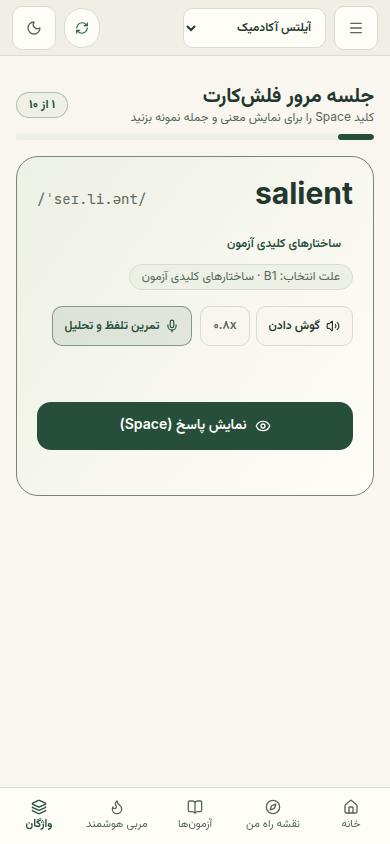 آیلتس آکادمیک
جلسه مرور فلش‌کارت
۱ از ۱۰
کلید Space را برای نمایش معنی و جمله نمونه بزنید
salient
/ˈseɪ.li.ənt/
ساختارهای کلیدی آزمون
علت انتخاب: B1 · ساختارهای کلیدی آزمون
گوش دادن
۰.۸x
تمرین تلفظ و تحلیل
نمایش پاسخ (Space)
خانه
نقشه راه من
آزمون‌ها
مربی هوشمند
واژگان